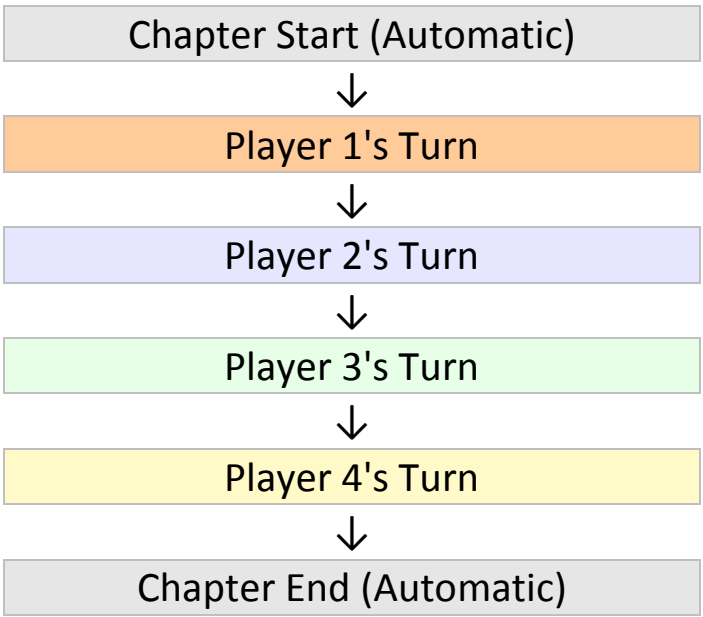 Chapter Start (Automatic)
↓
Player 1's Turn
↓
Player 2's Turn
↓
Player 3's Turn
↓
Player 4's Turn
↓
Chapter End (Automatic)